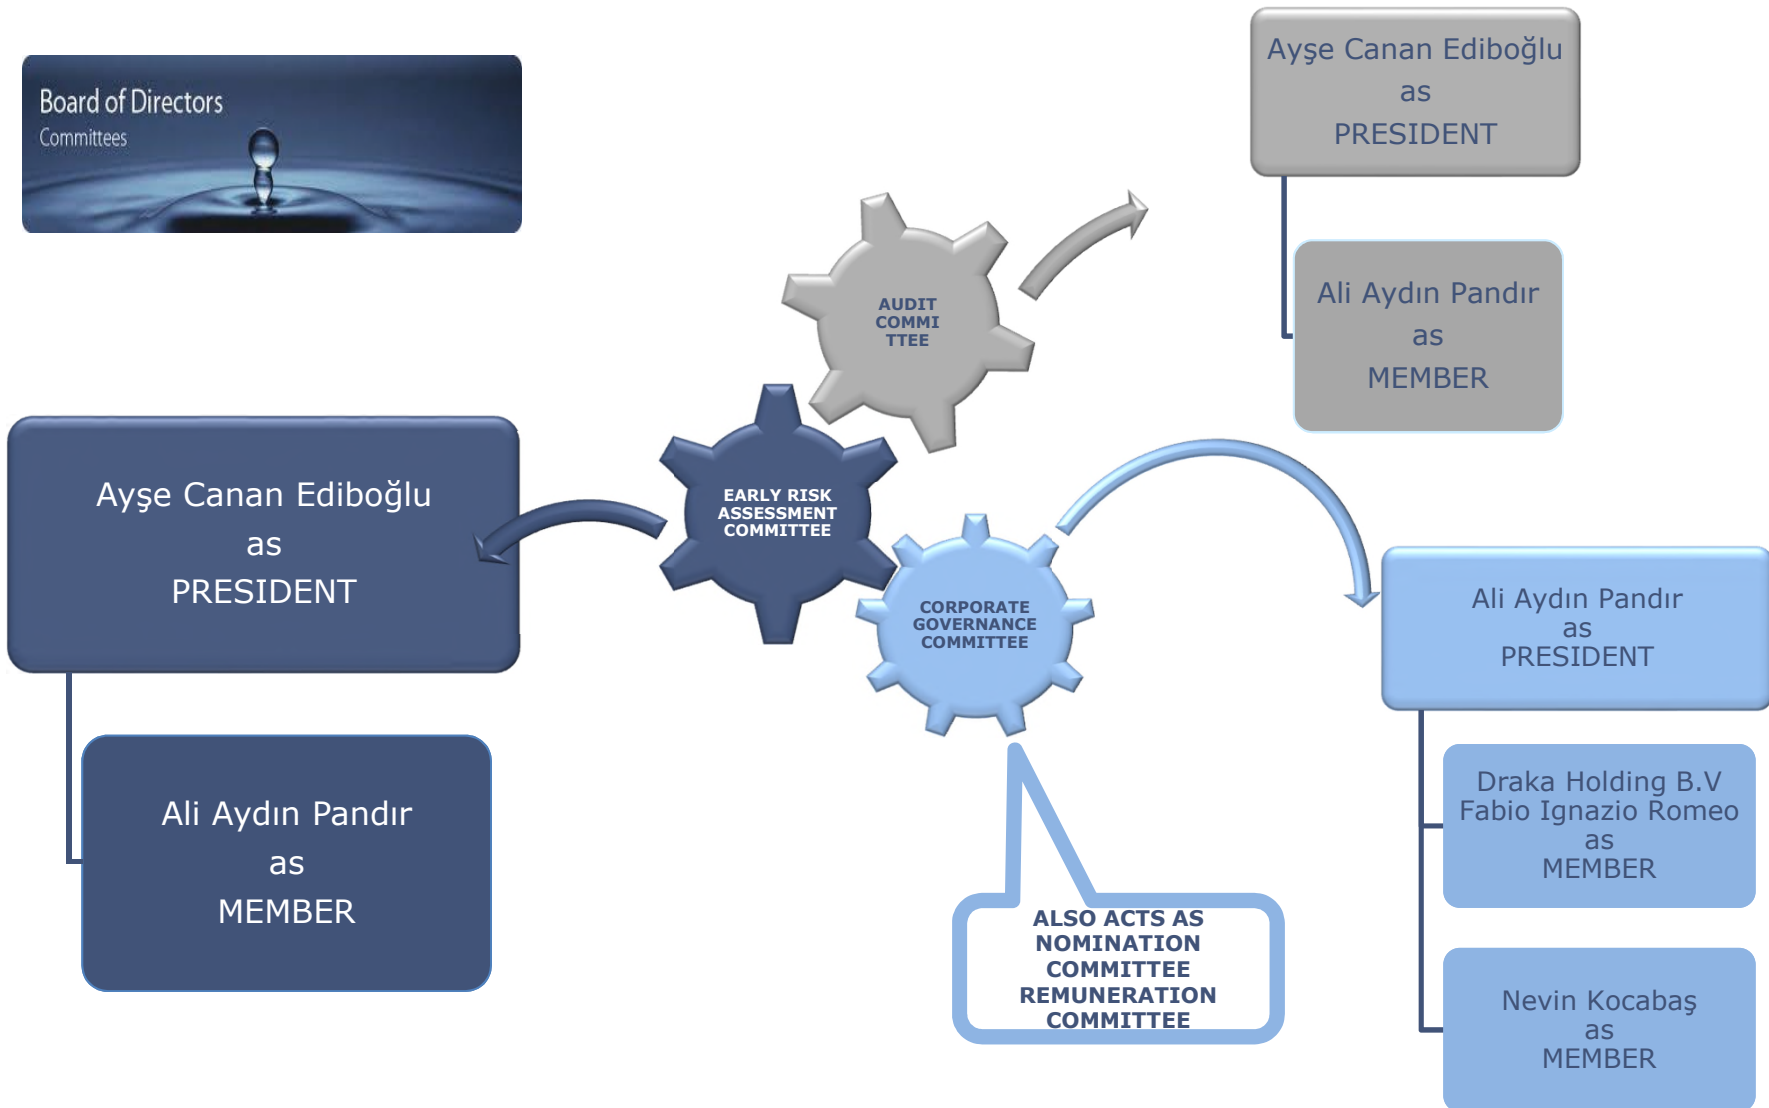 Board of Directors
Committees
Ayşe Canan Ediboğlu
as
PRESIDENT
Ali Aydın Pandır
as
MEMBER
AUDIT
COMMI
TTEE
EARLY RISK
ASSESSMENT
COMMITTEE
Ayşe Canan Ediboğlu
as
PRESIDENT
Ali Aydın Pandır
as
MEMBER
CORPORATE
GOVERNANCE
COMMITTEE
Ali Aydın Pandır
as
PRESIDENT
Draka Holding B.V
Fabio Ignazio Romeo
as
MEMBER
Nevin Kocabaş
as
MEMBER
ALSO ACTS AS
NOMINATION
COMMITTEE
REMUNERATION
COMMITTEE